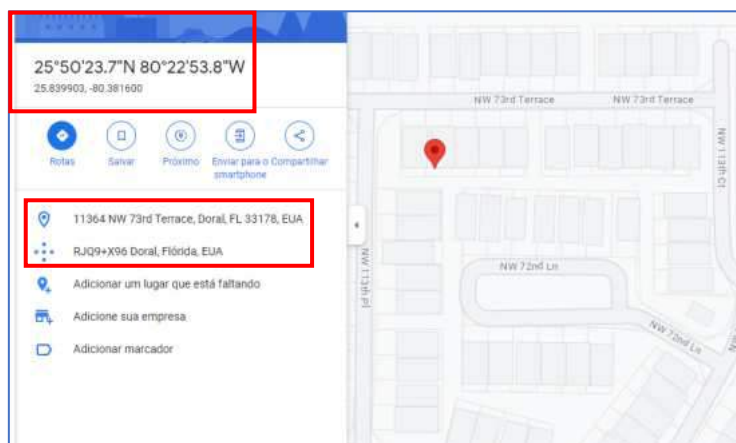 25°50'23.7"N 80°22'53.8"W
25.839903, -80.381600
Rotas
Salvar
Próximo
Enviar para o smartphone
Compartilhar
11364 NW 73rd Terrace, Doral, FL 33178, EUA
RJQ9+X96 Doral, Flórida, EUA
Adicionar um lugar que está faltando
Adicione sua empresa
Adicionar marcador
NW 73rd Terrace
NW 73rd Terrace
NW 113th Ct
NW 113th Pl
NW 72nd Ln
NW 72nd Ln